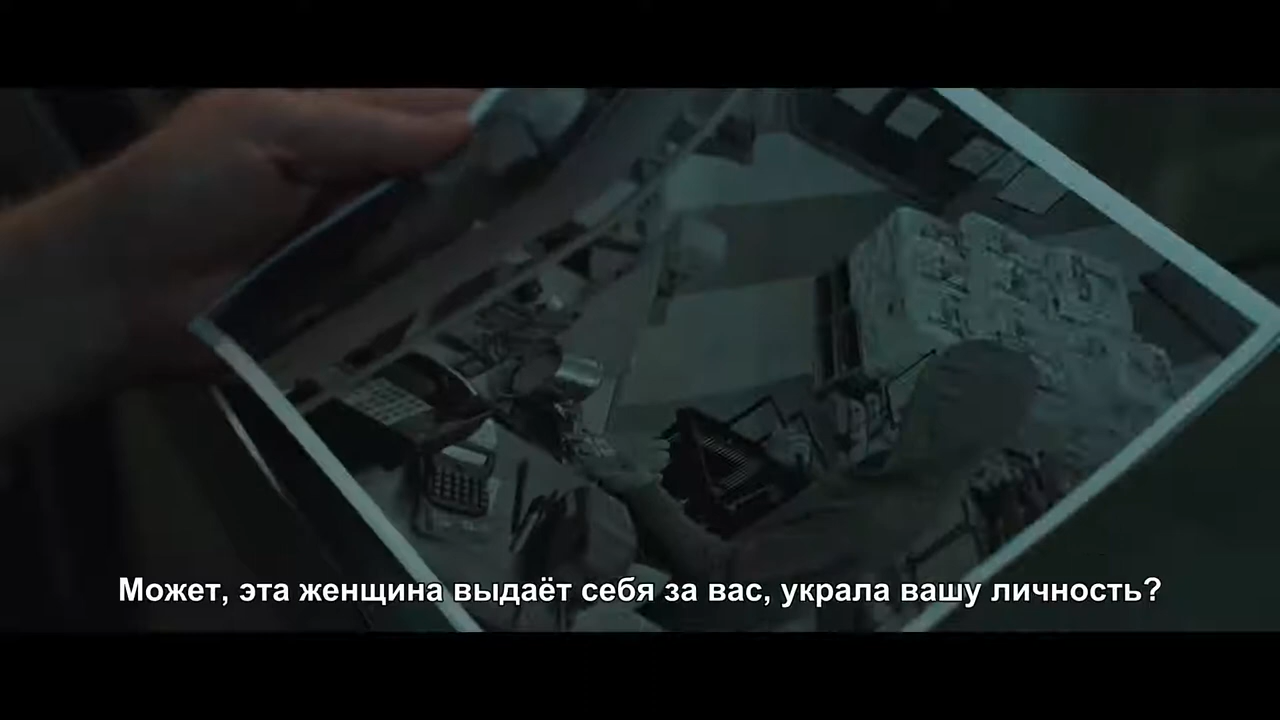 Может, эта женщина выдаёт себя за вас, украла вашу личность?